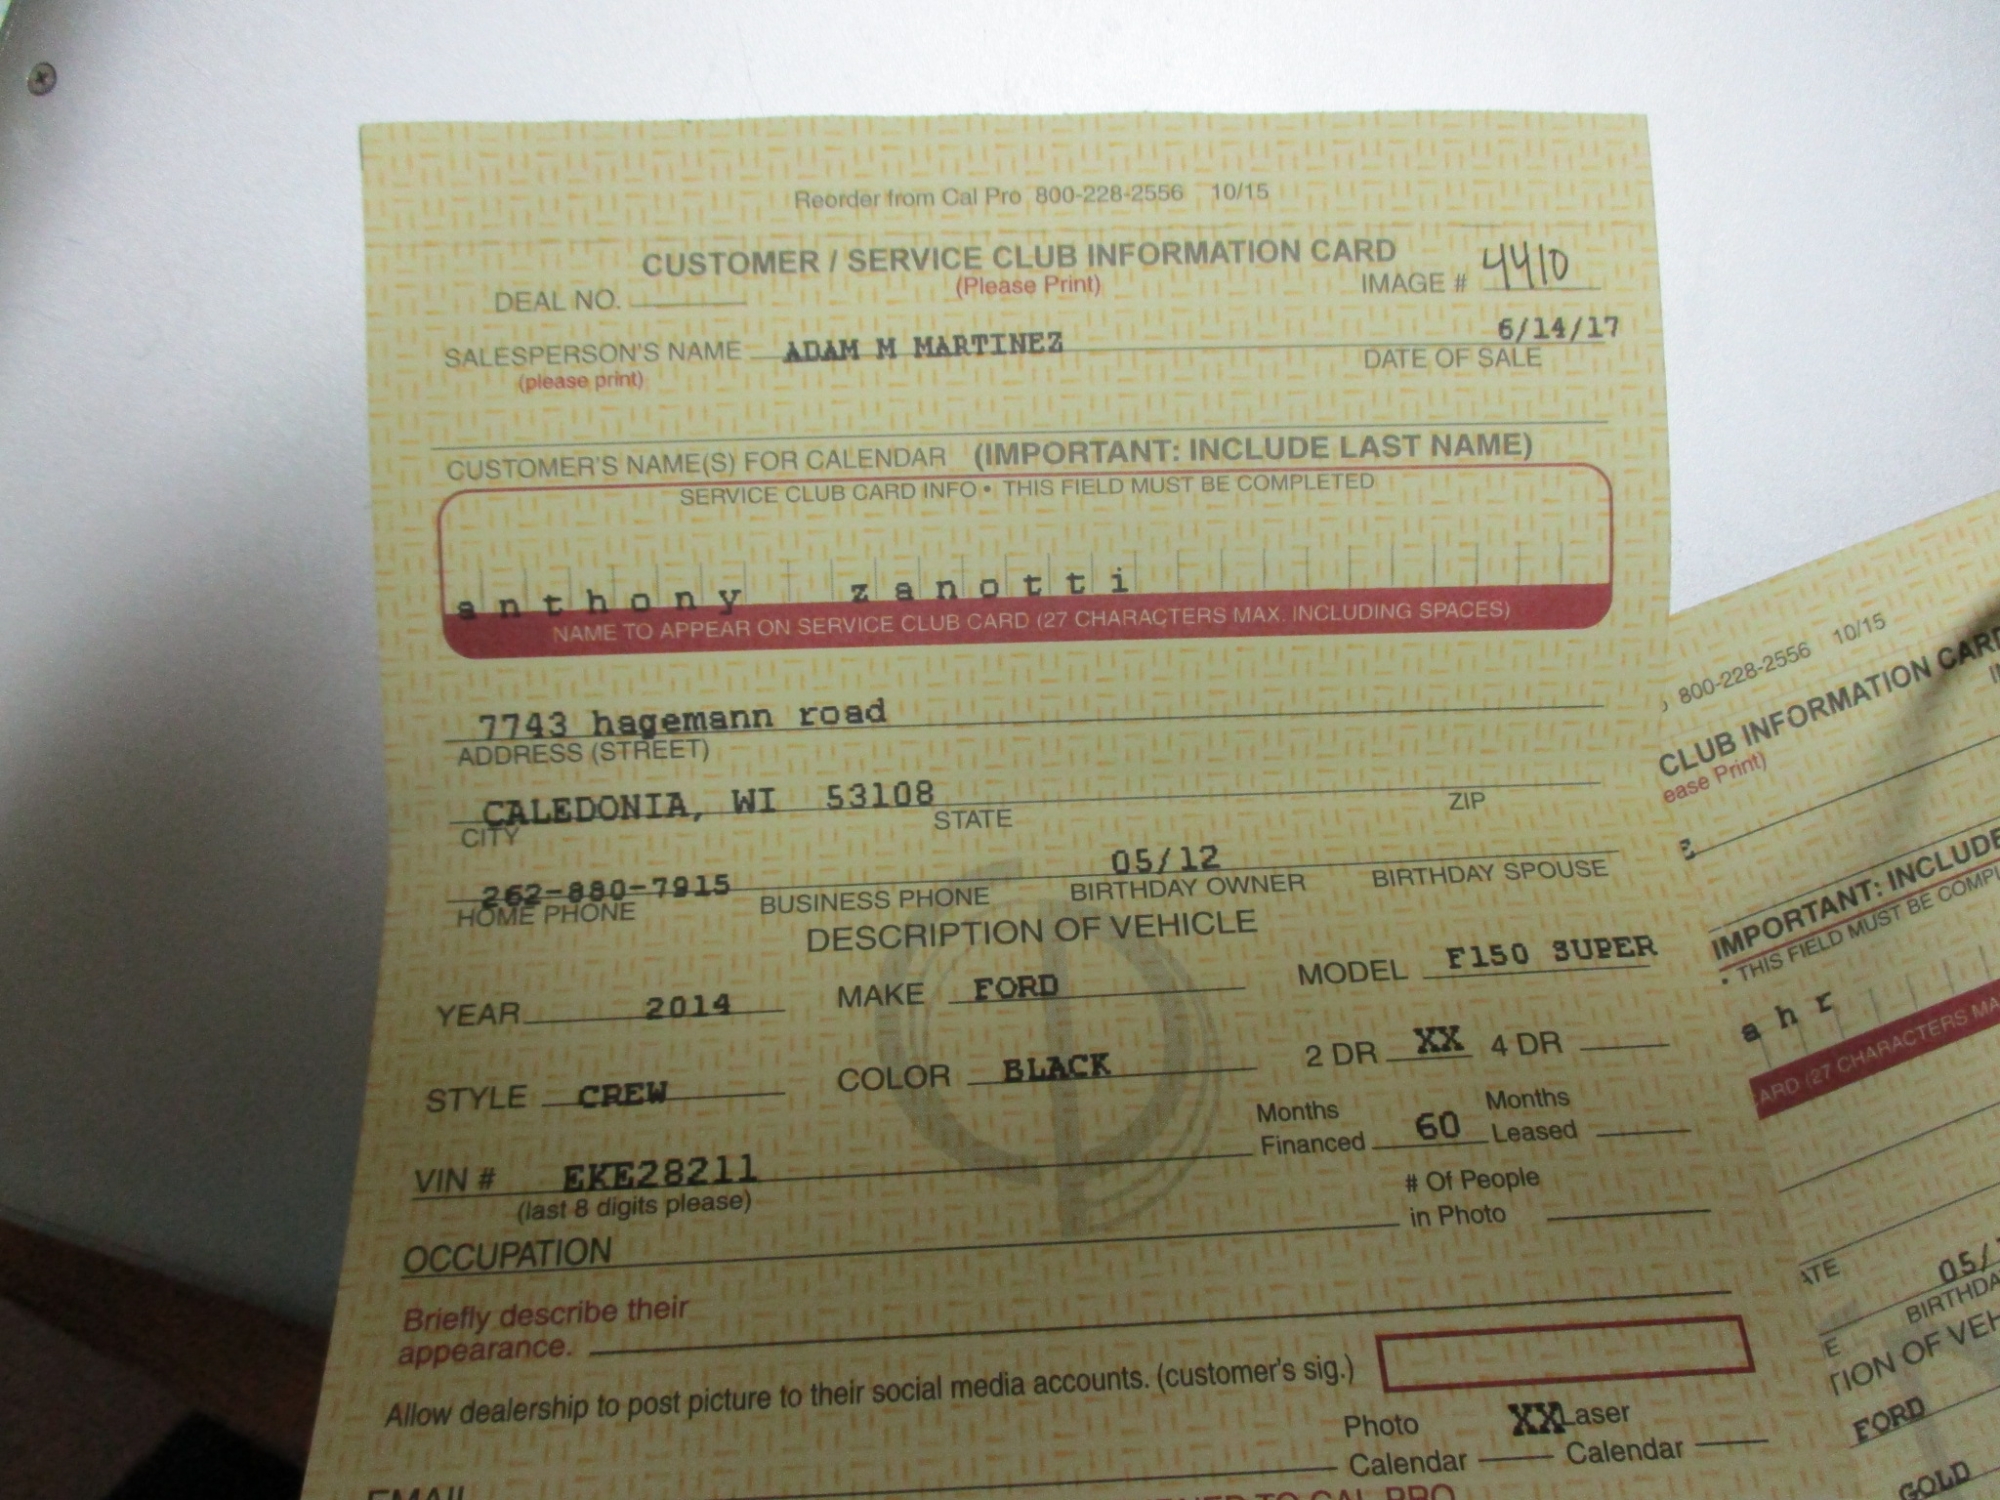 Reorder from Cal Pro 800-228-2556 10/15
CUSTOMER / SERVICE CLUB INFORMATION CARD
(Please Print)
DEAL NO. IMAGE # 4410
SALESPERSON'S NAME ADAM M MARTINEZ 6/14/17
(please print) DATE OF SALE
CUSTOMER'S NAME(S) FOR CALENDAR (IMPORTANT: INCLUDE LAST NAME)
SERVICE CLUB CARD INFO • THIS FIELD MUST BE COMPLETED
anthony zanotti
NAME TO APPEAR ON SERVICE CLUB CARD (27 CHARACTERS MAX. INCLUDING SPACES)
7743 hagemann road
ADDRESS (STREET)
CALEDONIA, WI 53108
CITY STATE ZIP
262-880-7915 05/12
HOME PHONE BUSINESS PHONE BIRTHDAY OWNER BIRTHDAY SPOUSE
DESCRIPTION OF VEHICLE
YEAR 2014 MAKE FORD MODEL F150 SUPER
STYLE CREW COLOR BLACK 2 DR XX 4 DR
VIN # EKE28211 Months Financed 60 Months Leased
(last 8 digits please)
OCCUPATION # Of People in Photo
Briefly describe their
appearance.
Allow dealership to post picture to their social media accounts. (customer's sig.)
Photo XX Laser
Calendar Calendar
EMAIL
TO CAL PRO
800-228-2556 10/15
CLUB INFORMATION CARD
ease Print)
IMPORTANT: INCLUDE
• THIS FIELD MUST BE COMPL
ahr
ARD (27 CHARACTERS MA
ATE
05/
BIRTHDA
TION OF VEH
FORD
GOLD